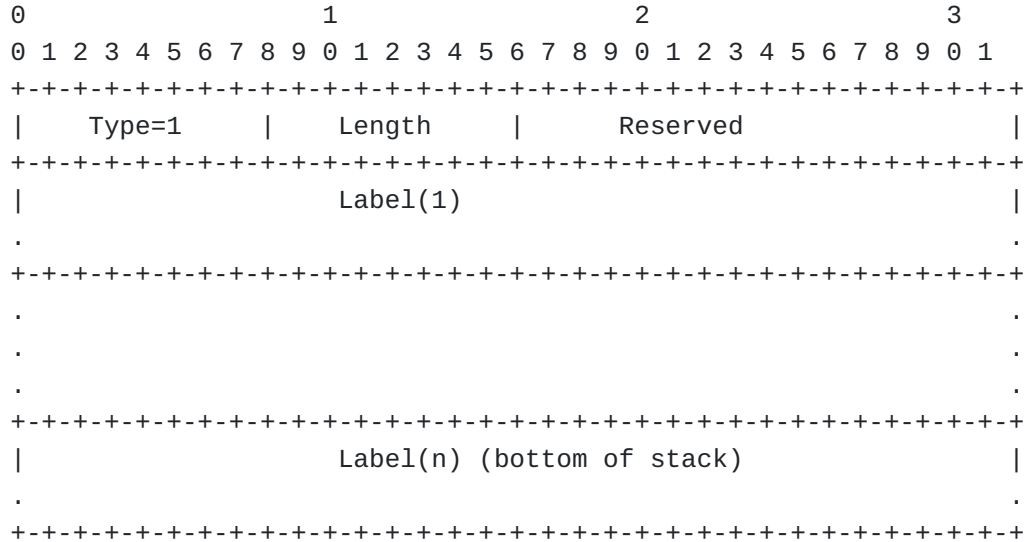 0                   1                   2                   3
0 1 2 3 4 5 6 7 8 9 0 1 2 3 4 5 6 7 8 9 0 1 2 3 4 5 6 7 8 9 0 1
+-+-+-+-+-+-+-+-+-+-+-+-+-+-+-+-+-+-+-+-+-+-+-+-+-+-+-+-+-+-+-+-+
|    Type=1     |    Length     |      Reserved                 |
+-+-+-+-+-+-+-+-+-+-+-+-+-+-+-+-+-+-+-+-+-+-+-+-+-+-+-+-+-+-+-+-+
|                    Label(1)                                   |
.                                                               .
+-+-+-+-+-+-+-+-+-+-+-+-+-+-+-+-+-+-+-+-+-+-+-+-+-+-+-+-+-+-+-+-+
.                                                               .
.                                                               .
.                                                               .
+-+-+-+-+-+-+-+-+-+-+-+-+-+-+-+-+-+-+-+-+-+-+-+-+-+-+-+-+-+-+-+-+
|                    Label(n) (bottom of stack)                 |
.                                                               .
+-+-+-+-+-+-+-+-+-+-+-+-+-+-+-+-+-+-+-+-+-+-+-+-+-+-+-+-+-+-+-+-+